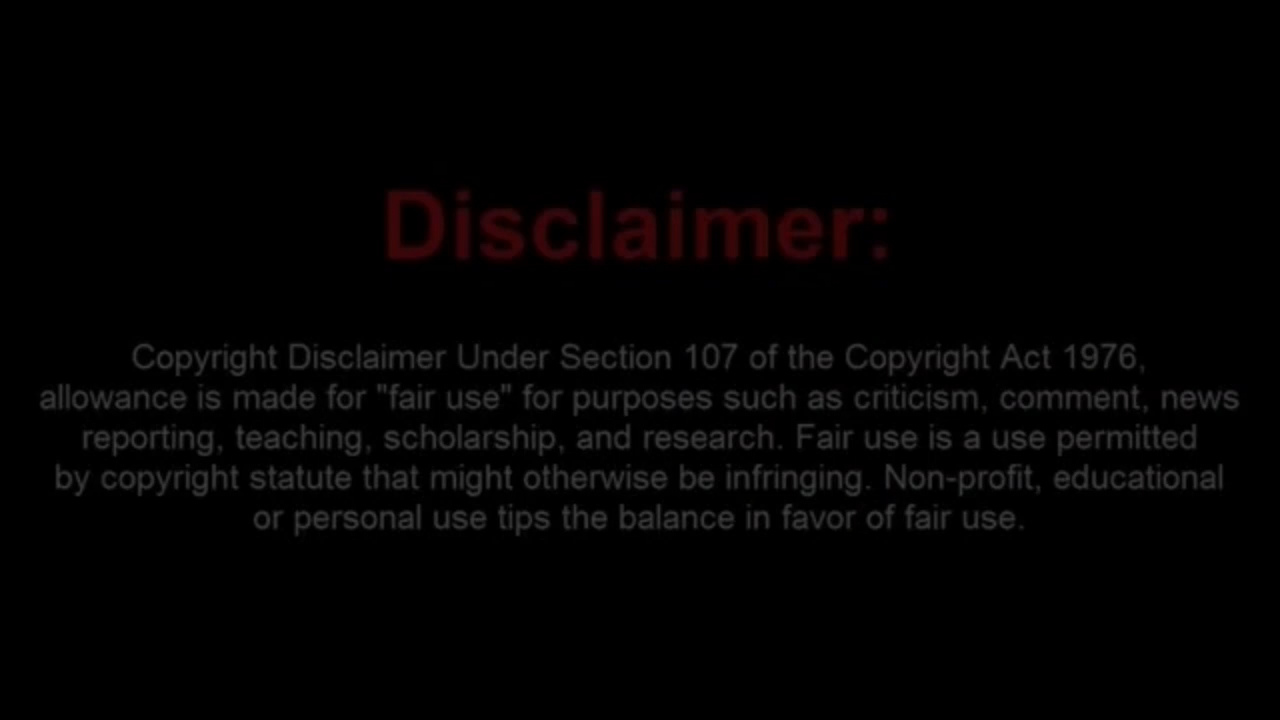 Disclaimer:
Copyright Disclaimer Under Section 107 of the Copyright Act 1976,
allowance is made for "fair use" for purposes such as criticism, comment, news
reporting, teaching, scholarship, and research. Fair use is a use permitted
by copyright statute that might otherwise be infringing. Non-profit, educational
or personal use tips the balance in favor of fair use.